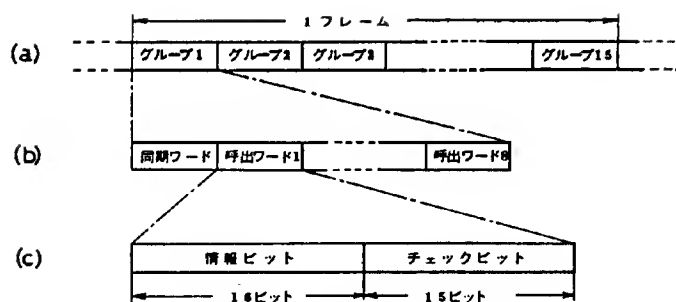 1 フレーム
(a)
グループ1 グループ2 グループ3 グループ15
(b)
同期ワード 呼出ワード1 呼出ワード8
(c)
情報ビット チェックビット
16ビット 15ビット